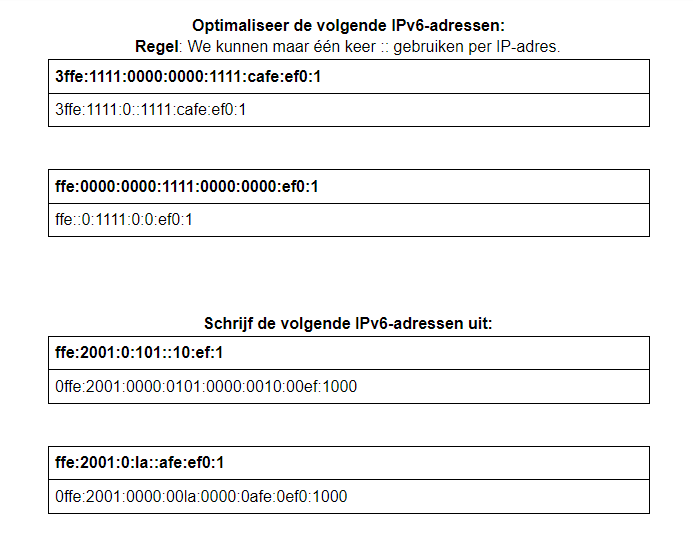 Optimaliseer de volgende IPv6-adressen:
Regel: We kunnen maar één keer :: gebruiken per IP-adres.
3ffe:1111:0000:0000:1111:cafe:ef0:1
3ffe:1111:0::1111:cafe:ef0:1
ffe:0000:0000:1111:0000:0000:ef0:1
ffe::0:1111:0:0:ef0:1
Schrijf de volgende IPv6-adressen uit:
ffe:2001:0:101::10:ef:1
0ffe:2001:0000:0101:0000:0010:00ef:1000
ffe:2001:0:la::afe:ef0:1
0ffe:2001:0000:00la:0000:0afe:0ef0:1000